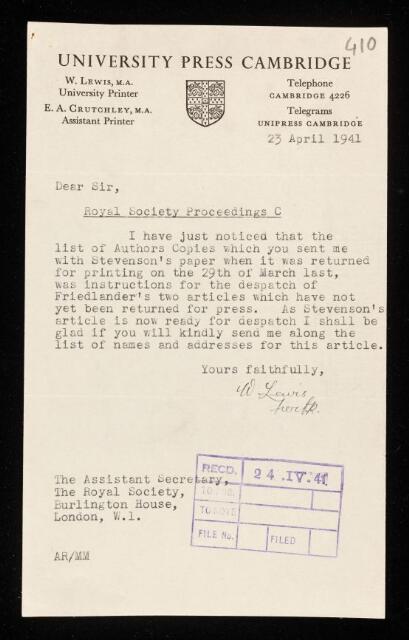 410
UNIVERSITY PRESS CAMBRIDGE
W. LEWIS, M.A.
University Printer
E. A. CRUTCHLEY, M.A.
Assistant Printer
Telephone
CAMBRIDGE 4226
Telegrams
UNIPRESS CAMBRIDGE
23 April 1941
Dear Sir,
Royal Society Proceedings C
I have just noticed that the
list of Authors Copies which you sent me
with Stevenson's paper when it was returned
for printing on the 29th of March last,
was instructions for the despatch of
Friedlander's two articles which have not
yet been returned for press. As Stevenson's
article is now ready for despatch I shall be
glad if you will kindly send me along the
list of names and addresses for this article.
Yours faithfully,
W Lewis
The Assistant Secretary,
The Royal Society,
Burlington House,
London, W.1.
AR/MM
RECD. 24.IV.41
FILE No. FILED